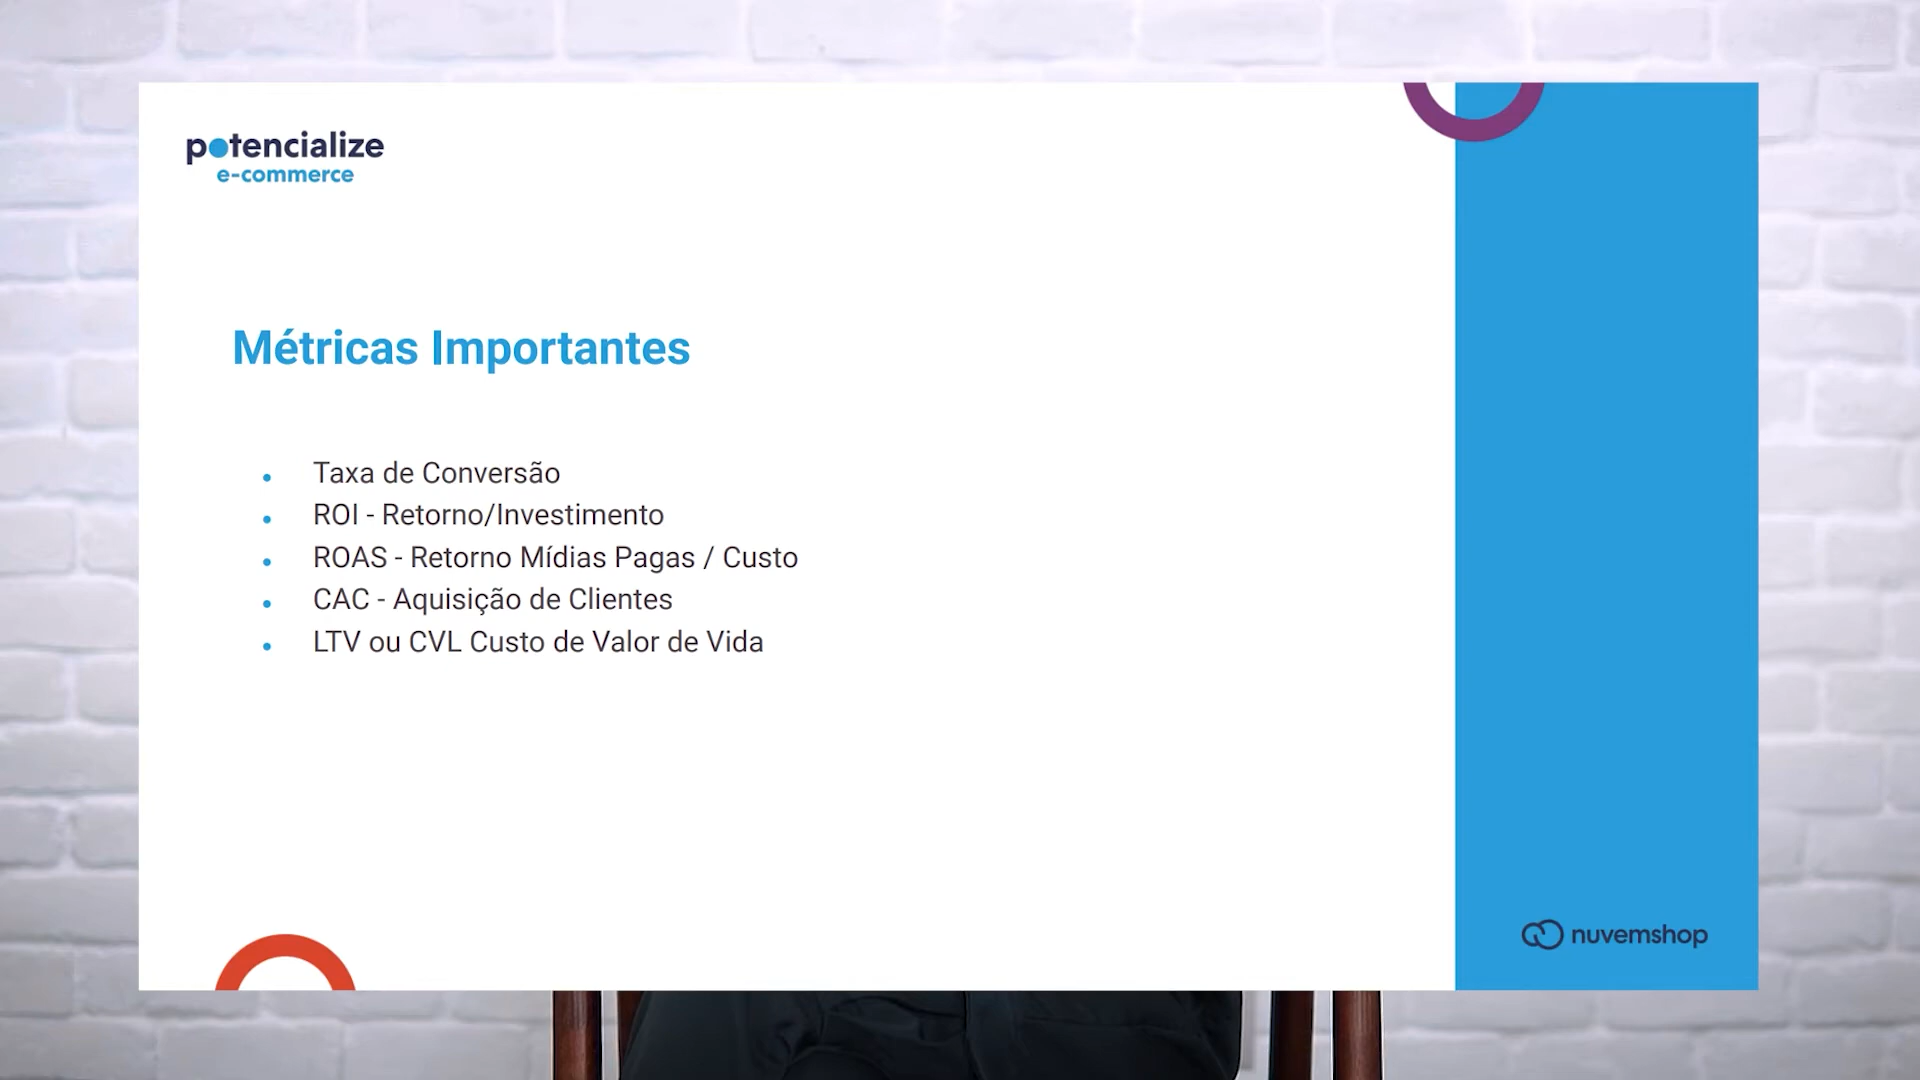 potencialize
e-commerce
Métricas Importantes
Taxa de Conversão
ROI - Retorno/Investimento
ROAS - Retorno Mídias Pagas / Custo
CAC - Aquisição de Clientes
LTV ou CVL Custo de Valor de Vida
nuvemshop